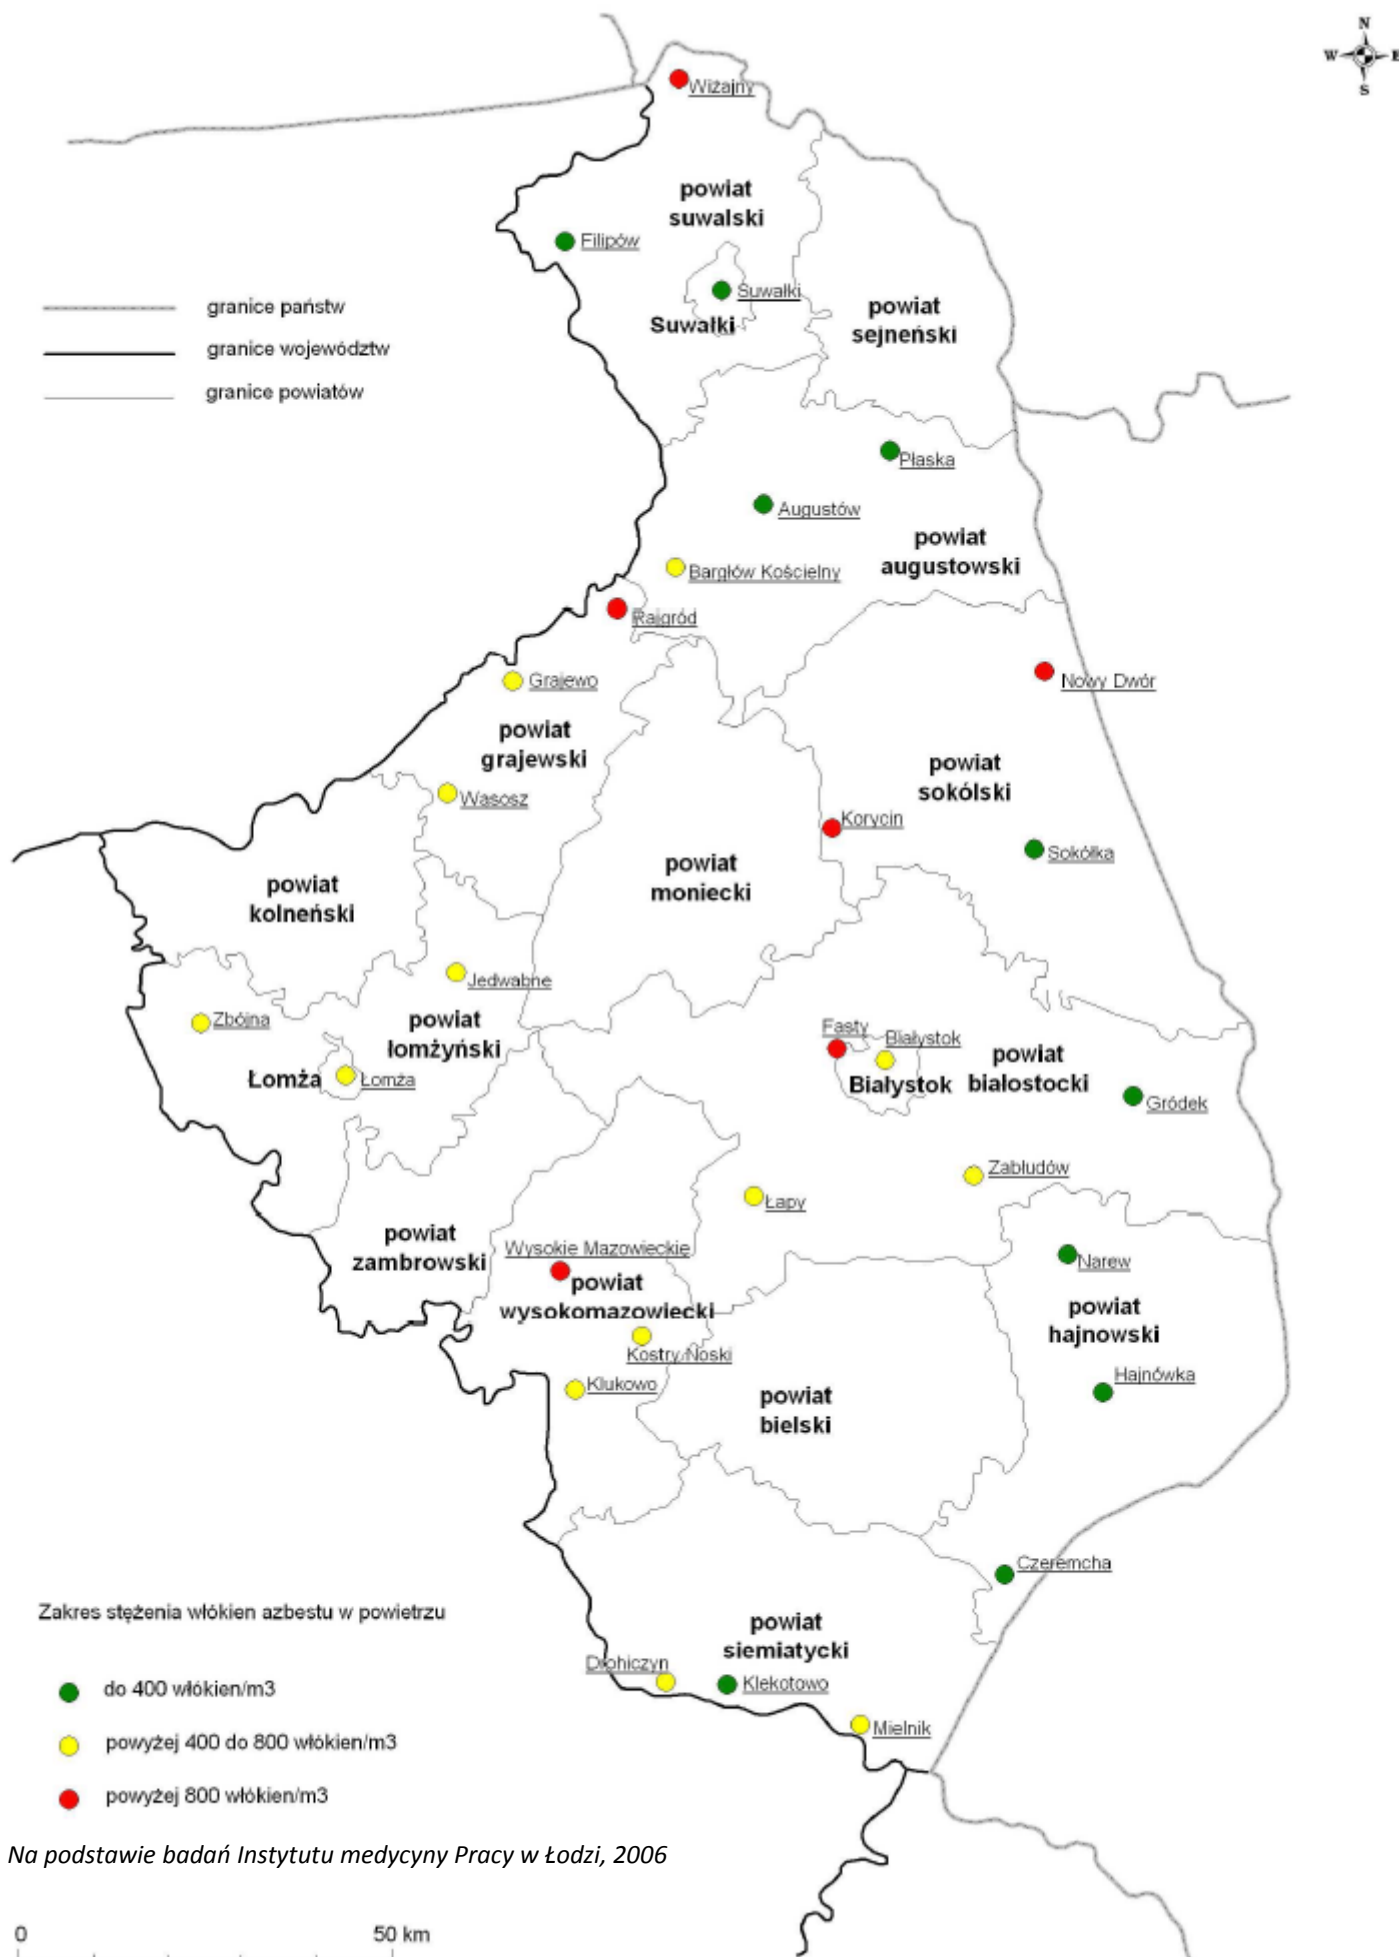 N
W E
S
Wiżajny
powiat
suwalski
Filipów
Suwałki
Suwałki
powiat
sejneński
granice państw
granice województw
granice powiatów
Płaska
Augustów
powiat
augustowski
Bargłów Kościelny
Rajgród
Grajewo
Nowy Dwór
powiat
grajewski
powiat
sokólski
Wasosz
Korycin
Sokółka
powiat
moniecki
powiat
kolneński
Jedwabne
Zbójna
powiat
łomżyński
Łomża
Łomża
Fasty
Białystok
Białystok
powiat
białostocki
Gródek
Zabłudów
Łapy
powiat
zambrowski
Wysokie Mazowieckie
powiat
wysokomazowiecki
Narew
powiat
hajnowski
Kostry Noski
Klukowo
Hajnówka
powiat
bielski
Czeremcha
Zakres stężenia włókien azbestu w powietrzu
powiat
siemiatycki
Drohiczyn
Klekotowo
Mielnik
do 400 włókien/m3
powyżej 400 do 800 włókien/m3
powyżej 800 włókien/m3
Na podstawie badań Instytutu medycyny Pracy w Łodzi, 2006
0 50 km